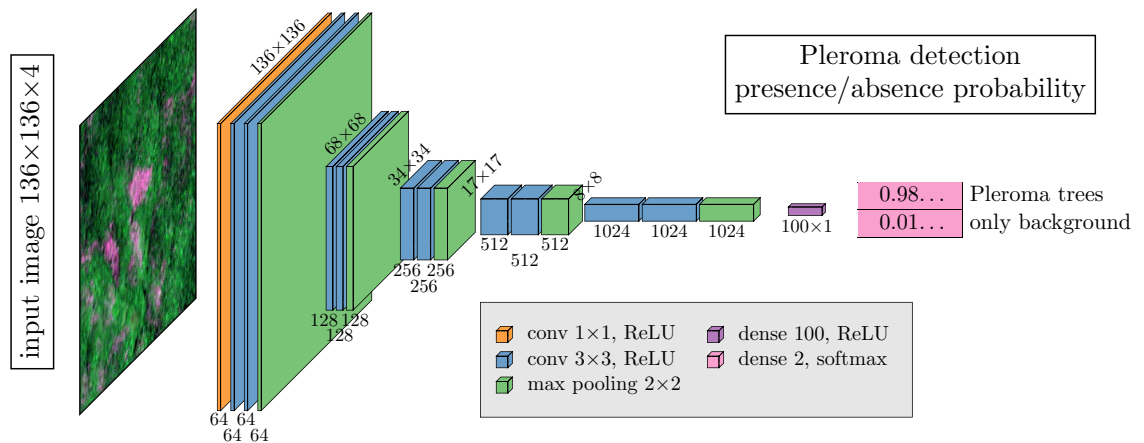 input image 136×136×4
136×136
64
64
64
64
68×68
128
128
128
34×34
256
256
256
17×17
512
512
512
8×8
1024
1024
1024
100×1
Pleroma detection
presence/absence probability
0.98... Pleroma trees
0.01... only background
conv 1×1, ReLU
conv 3×3, ReLU
max pooling 2×2
dense 100, ReLU
dense 2, softmax